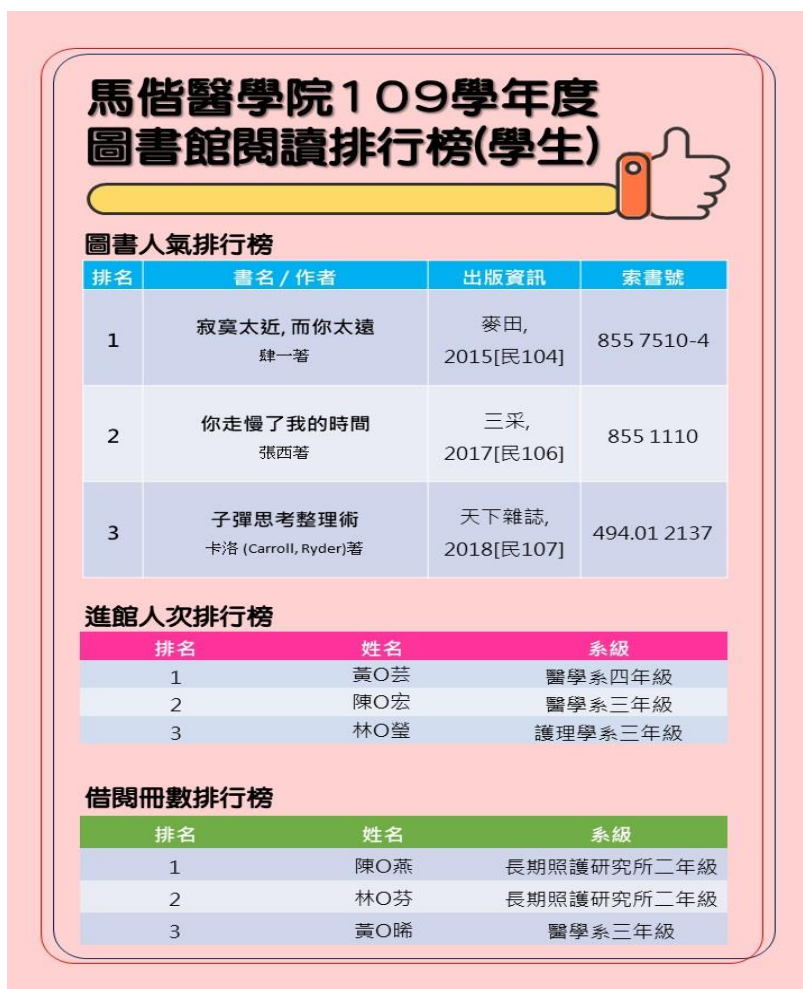 馬偕醫學院109學年度
圖書館閱讀排行榜(學生)
圖書人氣排行榜
排名 書名/作者 出版資訊 索書號
1 寂寞太近,而你太遠 肆一著 麥田, 2015[民104] 855 7510-4
2 你走慢了我的時間 張西著 三采, 2017[民106] 855 1110
3 子彈思考整理術 卡洛 (Carroll, Ryder)著 天下雜誌, 2018[民107] 494.01 2137
進館人次排行榜
排名 姓名 系級
1 黃O芸 醫學系四年級
2 陳O宏 醫學系三年級
3 林O瑩 護理學系三年級
借閱冊數排行榜
排名 姓名 系級
1 陳O燕 長期照護研究所二年級
2 林O芬 長期照護研究所二年級
3 黃O晞 醫學系三年級